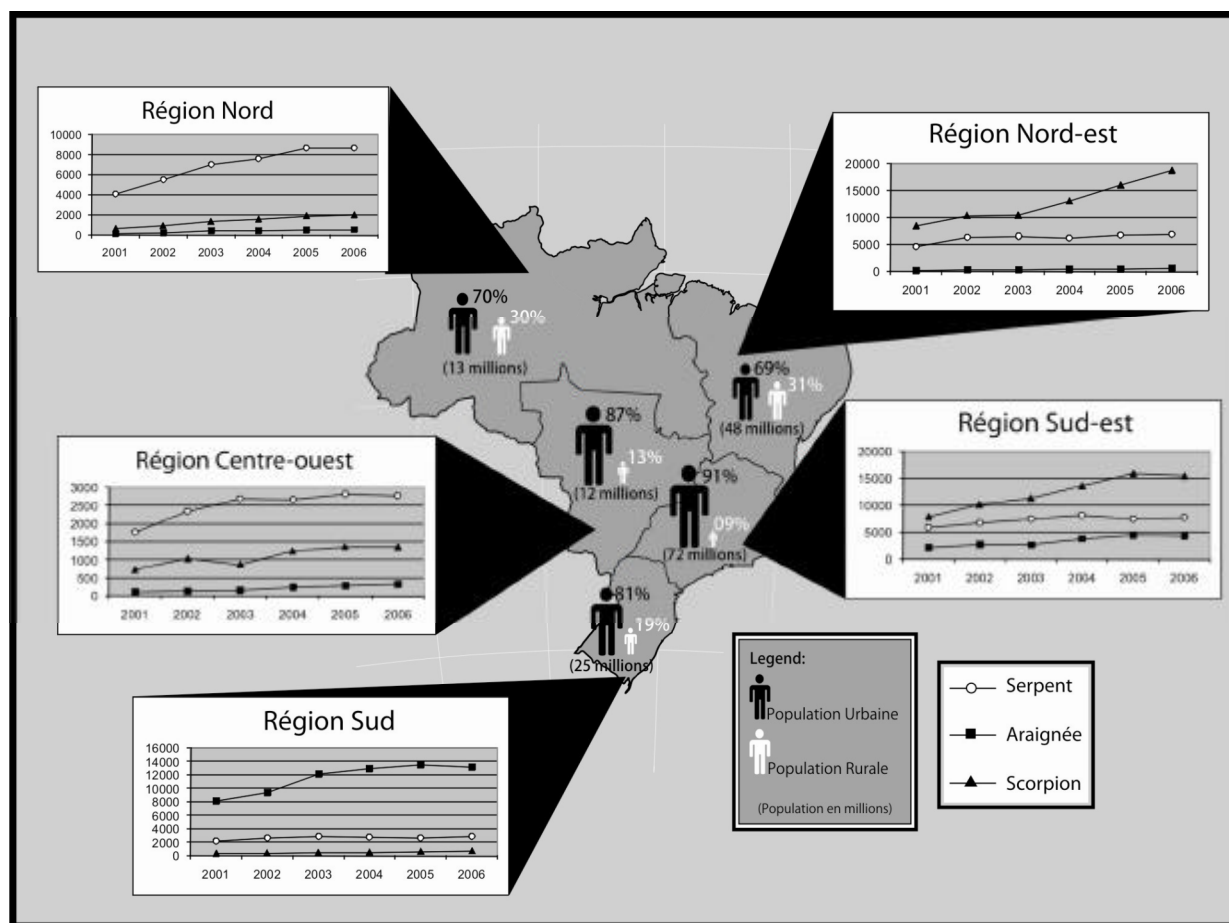 Région Nord
10000
8000
6000
4000
2000
0
2001 2002 2003 2004 2005 2006
Région Nord-est
20000
15000
10000
5000
0
2001 2002 2003 2004 2005 2006
70%
30%
(13 millions)
69%
31%
(48 millions)
87%
13%
(12 millions)
91%
09%
(72 millions)
81%
19%
(25 millions)
Région Centre-ouest
3000
2500
2000
1500
1000
500
0
2001 2002 2003 2004 2005 2006
Région Sud-est
20000
15000
10000
5000
0
2001 2002 2003 2004 2005 2006
Région Sud
16000
14000
12000
10000
8000
6000
4000
2000
0
2001 2002 2003 2004 2005 2006
Legend:
Population Urbaine
Population Rurale
(Population en millions)
Serpent
Araignée
Scorpion